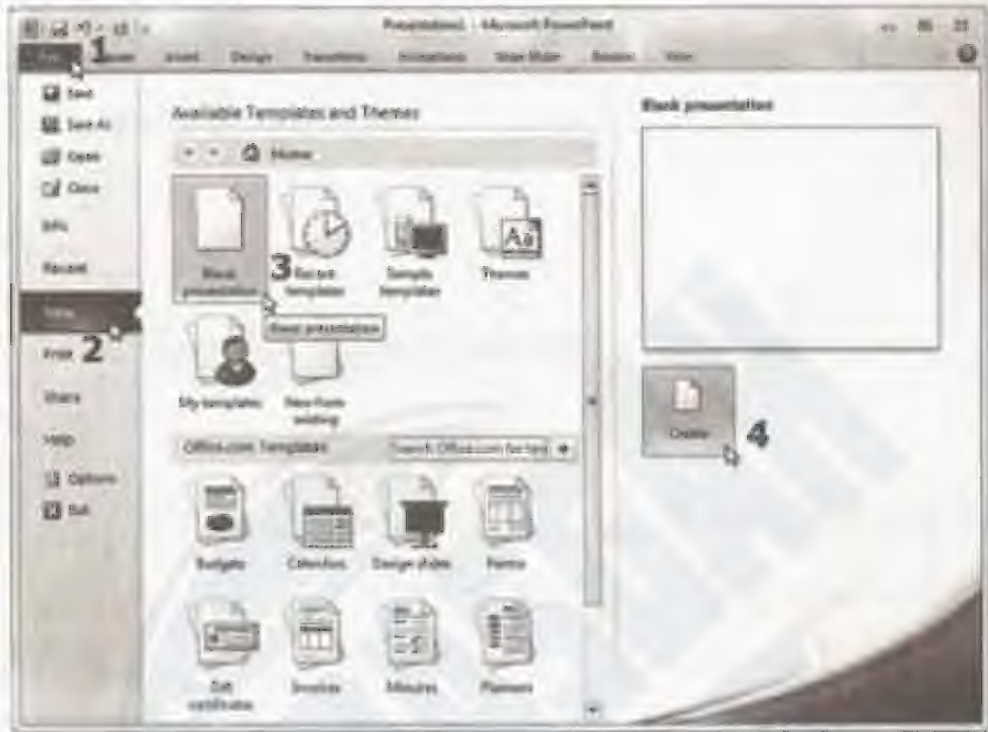 Presentation1 - Microsoft PowerPoint
1
Insert Design Transitions Animations Slide Show Review View
Save
Save As
Open
Close
Info
Recent
New
2
Print
Share
Help
Options
Exit
Available Templates and Themes
Home
Blank presentation
3
Recent templates
Sample templates
Themes
Blank presentation
My templates
New from existing
Office.com Templates
Search Office.com for
Budgets
Calendars
Design slides
Forms
Gift certificates
Invoices
Minutes
Planners
Blank presentation
Create
4